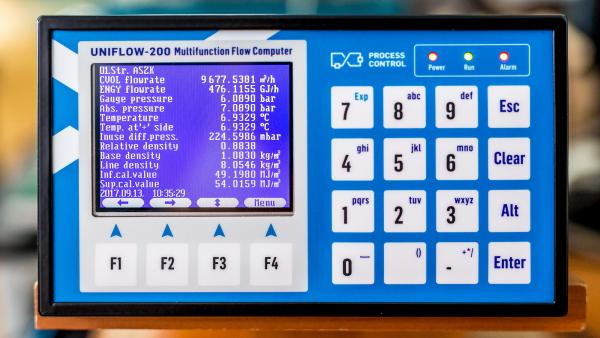 UNIFLOW-200 Multifunction Flow Computer
01.Str. ASZK
CVOL flowrate 9677.5381 m³/h
ENGY flowrate 476.1155 GJ/h
Gauge pressure 6.0890 bar
Abs. pressure 7.0890 bar
Temperature 6.9329 °C
Temp. at'+' side 6.9329 °C
Inuse diff.press. 224.5986 mbar
Relative density 0.8838
Base density 1.0830 kg/m³
Line density 8.0546 kg/m³
Inf.cal.value 49.1980 MJ/m³
Sup.cal.value 54.0159 MJ/m³
2017.09.13. 10:35:29
← → ↕ Menu
F1 F2 F3 F4
PROCESS
CONTROL
Power Run Alarm
7 Exp 8 abc 9 def Esc
4 ghi 5 jkl 6 mno Clear
1 pqrs 2 tuv 3 wxyz Alt
0 _ () - +*/ Enter